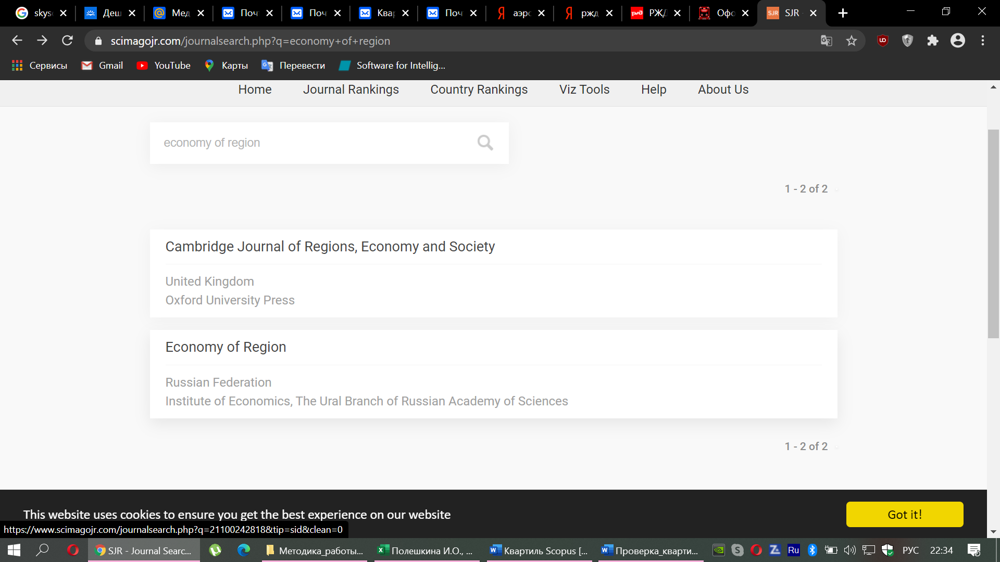 skys
Деш
Мед
Поч
Поч
Квар
Поч
аэро
ржд
РЖД
Офо
SJR -
scimagojr.com/journalsearch.php?q=economy+of+region
Сервисы
Gmail
YouTube
Карты
Перевести
Software for Intellig...
Home
Journal Rankings
Country Rankings
Viz Tools
Help
About Us
economy of region
1 - 2 of 2
Cambridge Journal of Regions, Economy and Society
United Kingdom
Oxford University Press
Economy of Region
Russian Federation
Institute of Economics, The Ural Branch of Russian Academy of Sciences
1 - 2 of 2
This website uses cookies to ensure you get the best experience on our website
Got it!
https://www.scimagojr.com/journalsearch.php?q=21100242818&tip=sid&clean=0
SJR - Journal Searc...
Методика_работы...
Полешкина И.О., ...
Квартиль Scopus [...
Проверка_кварти...
Ru
РУС
22:34